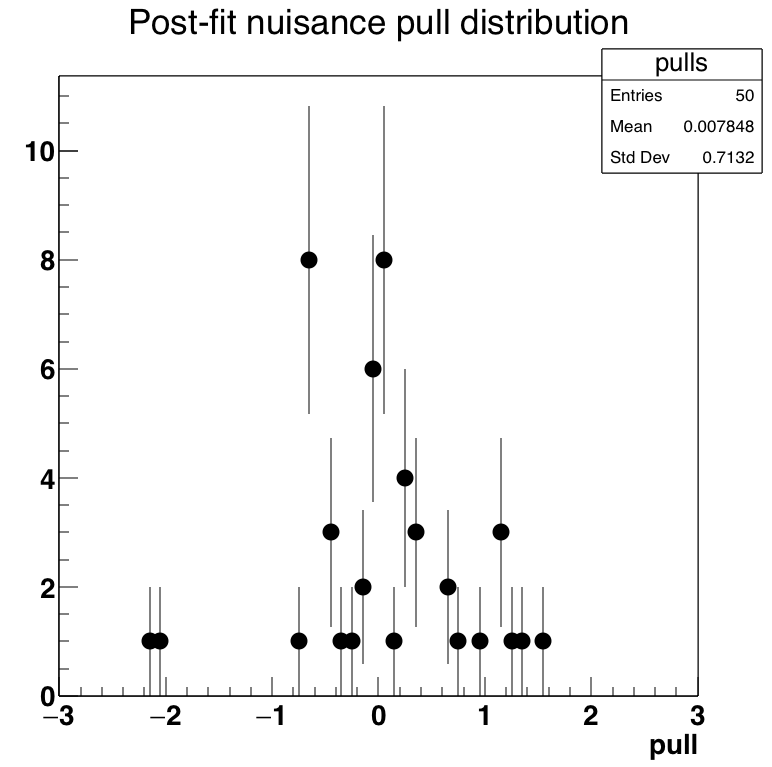 Post-fit nuisance pull distribution
pulls
Entries 50
Mean 0.007848
Std Dev 0.7132
10
8
6
4
2
0
−3 −2 −1 0 1 2 3
pull